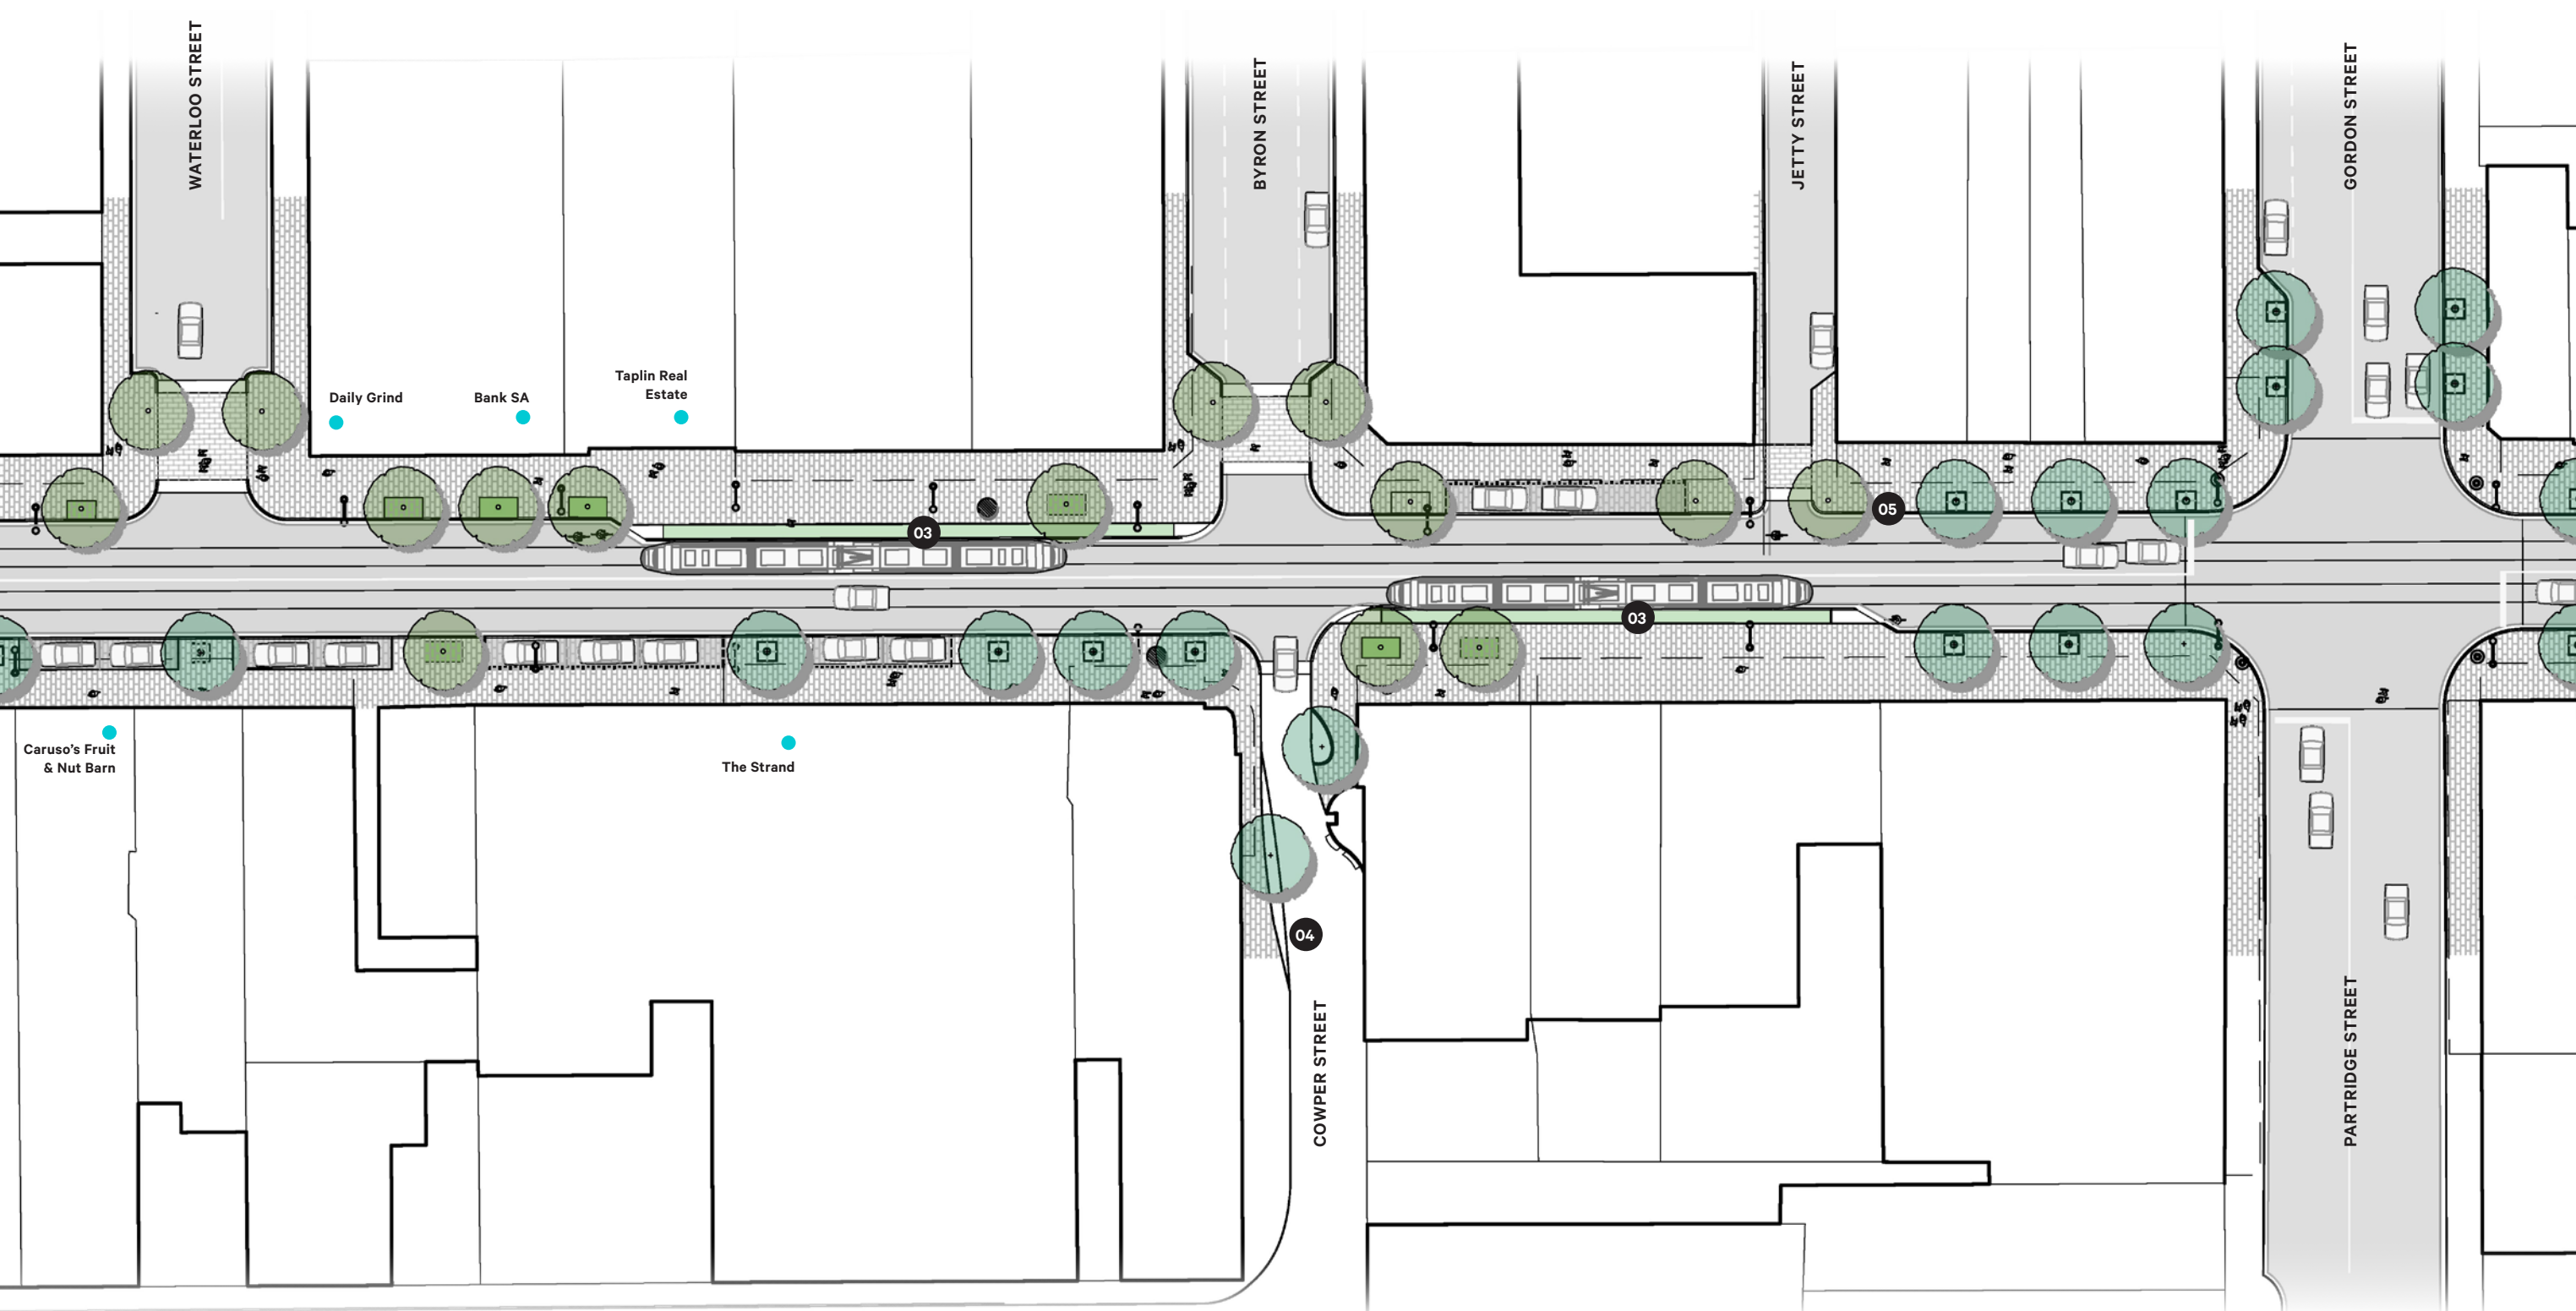 WATERLOO STREET
BYRON STREET
JETTY STREET
GORDON STREET
Taplin Real
Estate
Daily Grind
Bank SA
05
03
03
Caruso's Fruit
& Nut Barn
The Strand
04
COWPER STREET
PARTRIDGE STREET